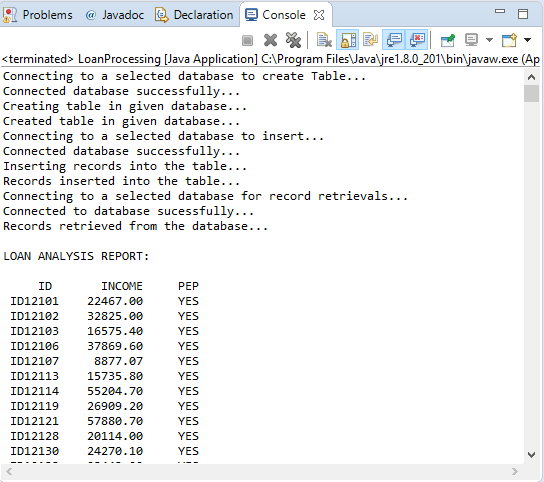 Problems @ Javadoc Declaration Console
<terminated> LoanProcessing [Java Application] C:\Program Files\Java\jre1.8.0_201\bin\javaw.exe (Ap
Connecting to a selected database to create Table...
Connected database successfully...
Creating table in given database...
Created table in given database...
Connecting to a selected database to insert...
Connected database successfully...
Inserting records into the table...
Records inserted into the table...
Connecting to a selected database for record retrievals...
Connected to database sucessfully...
Records retrieved from the database...
LOAN ANALYSIS REPORT:
ID INCOME PEP
ID12101 22467.00 YES
ID12102 32825.00 YES
ID12103 16575.40 YES
ID12106 37869.60 YES
ID12107 8877.07 YES
ID12113 15735.80 YES
ID12114 55204.70 YES
ID12119 26909.20 YES
ID12121 57880.70 YES
ID12128 20114.00 YES
ID12130 24270.10 YES